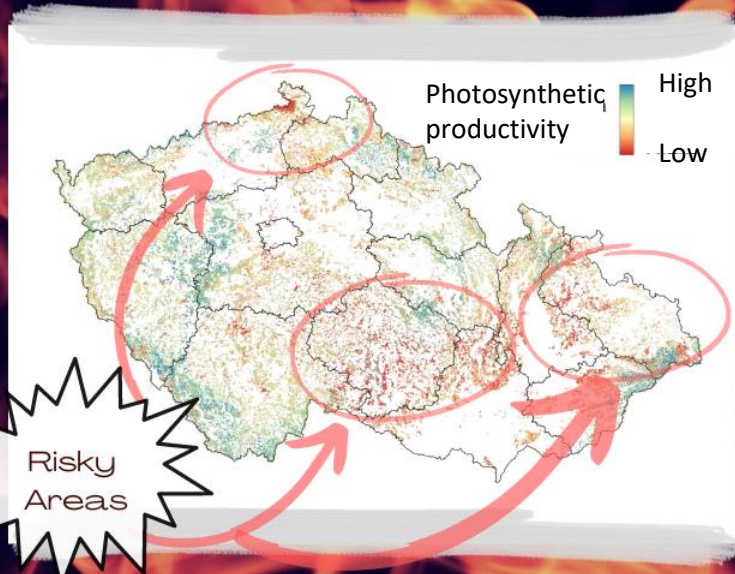 Photosynthetic
productivity
High
Low
Risky
Areas